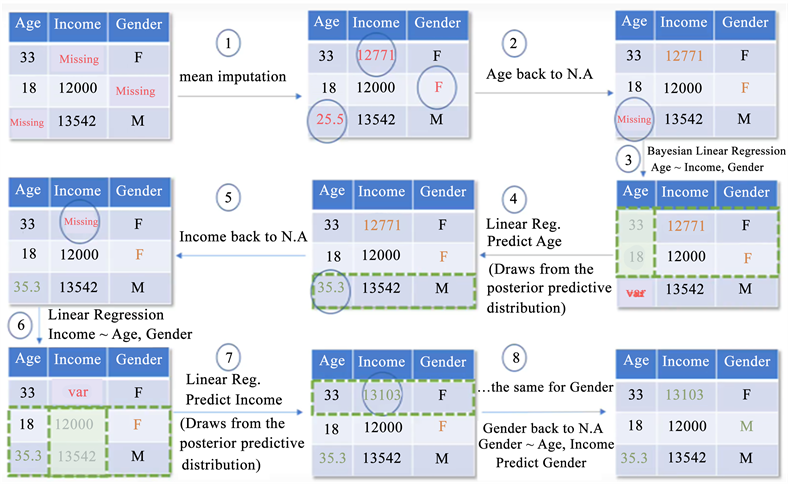 Age Income Gender
33 Missing F
18 12000 Missing
Missing 13542 M
1
mean imputation
Age Income Gender
33 12771 F
18 12000 F
25.5 13542 M
2
Age back to N.A
Age Income Gender
33 12771 F
18 12000 F
Missing 13542 M
3
Bayesian Linear Regression
Age ~ Income, Gender
Age Income Gender
33 12771 F
18 12000 F
var 13542 M
4
Linear Reg.
Predict Age
(Draws from the
posterior predictive
distribution)
Age Income Gender
33 12771 F
18 12000 F
35.3 13542 M
5
Income back to N.A
Age Income Gender
33 Missing F
18 12000 F
35.3 13542 M
6
Linear Regression
Income ~ Age, Gender
Age Income Gender
33 var F
18 12000 F
35.3 13542 M
7
Linear Reg.
Predict Income
(Draws from the
posterior predictive
distribution)
Age Income Gender
33 13103 F
18 12000 F
35.3 13542 M
8
...the same for Gender
Gender back to N.A
Gender ~ Age, Income
Predict Gender
Age Income Gender
33 13103 F
18 12000 M
35.3 13542 M